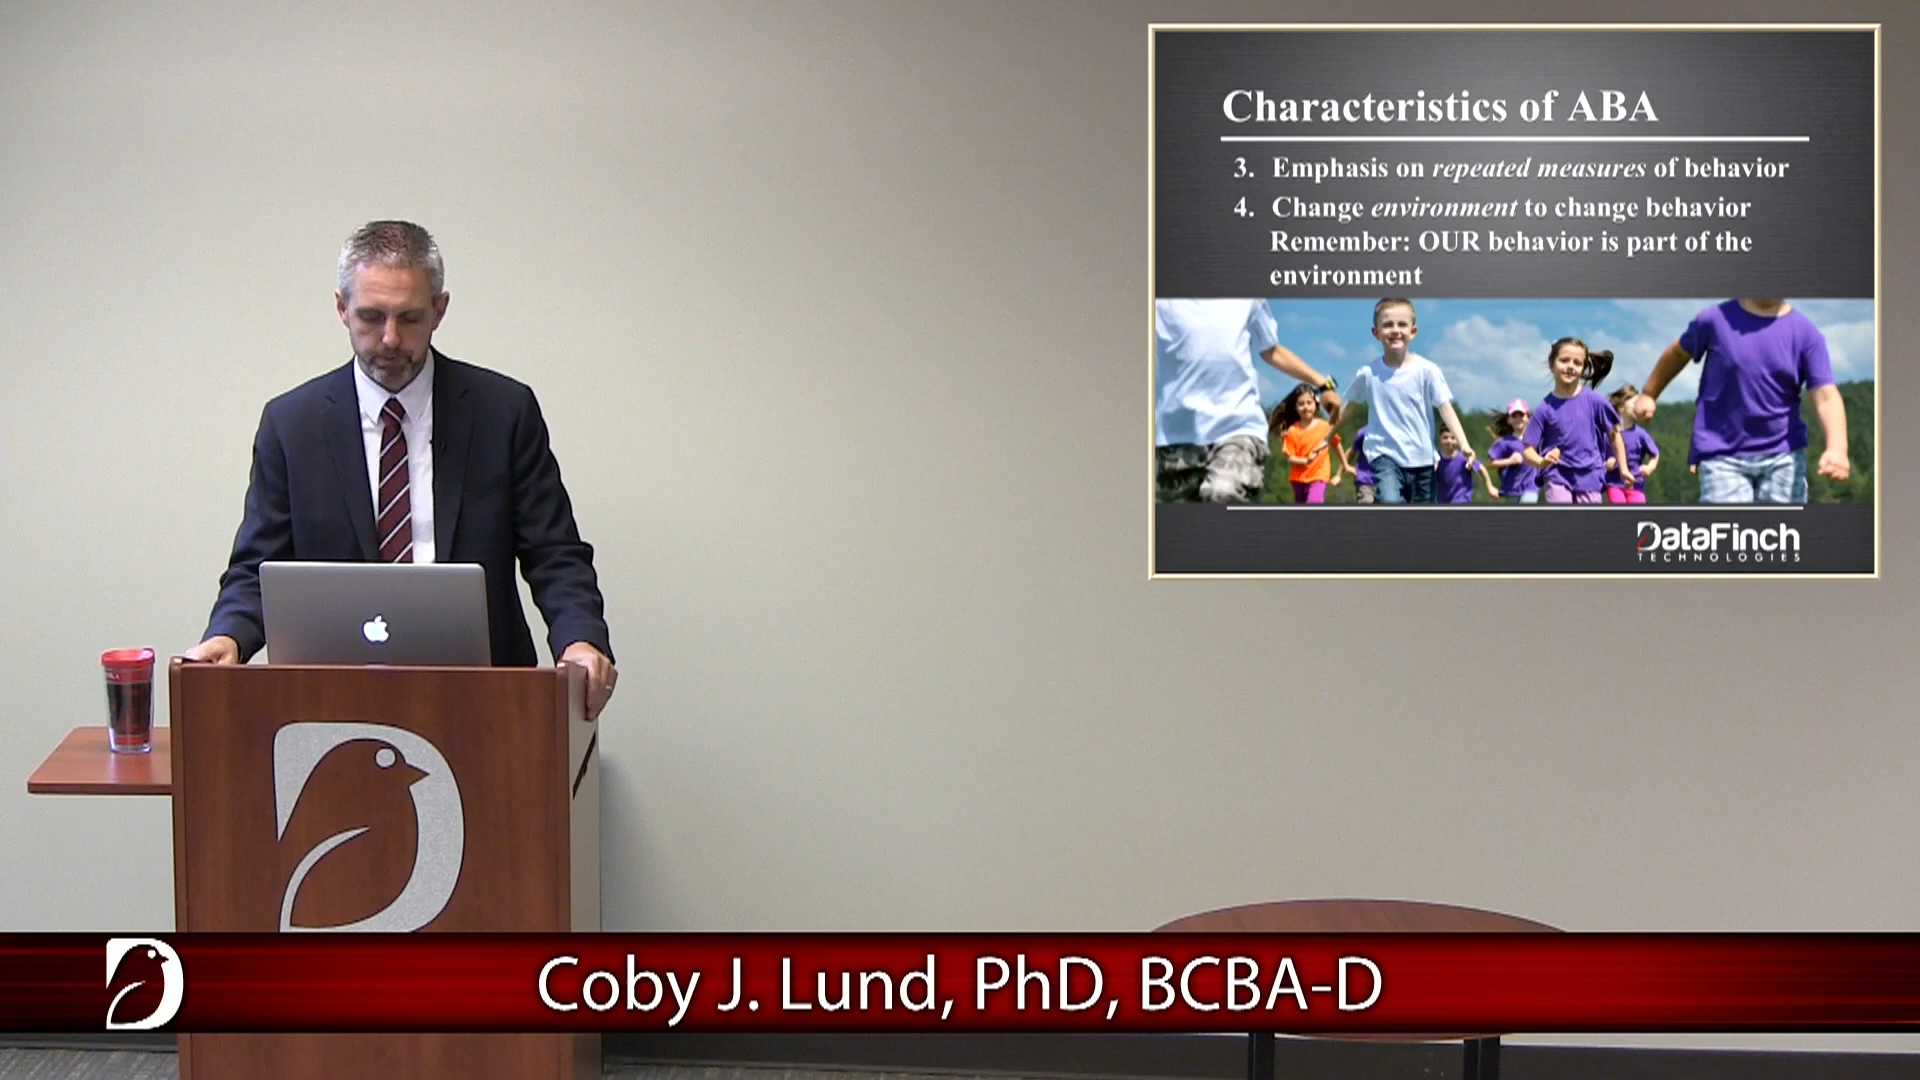 Characteristics of ABA
3. Emphasis on repeated measures of behavior
4. Change environment to change behavior
Remember: OUR behavior is part of the
environment
DataFinch
TECHNOLOGIES
Coby J. Lund, PhD, BCBA-D